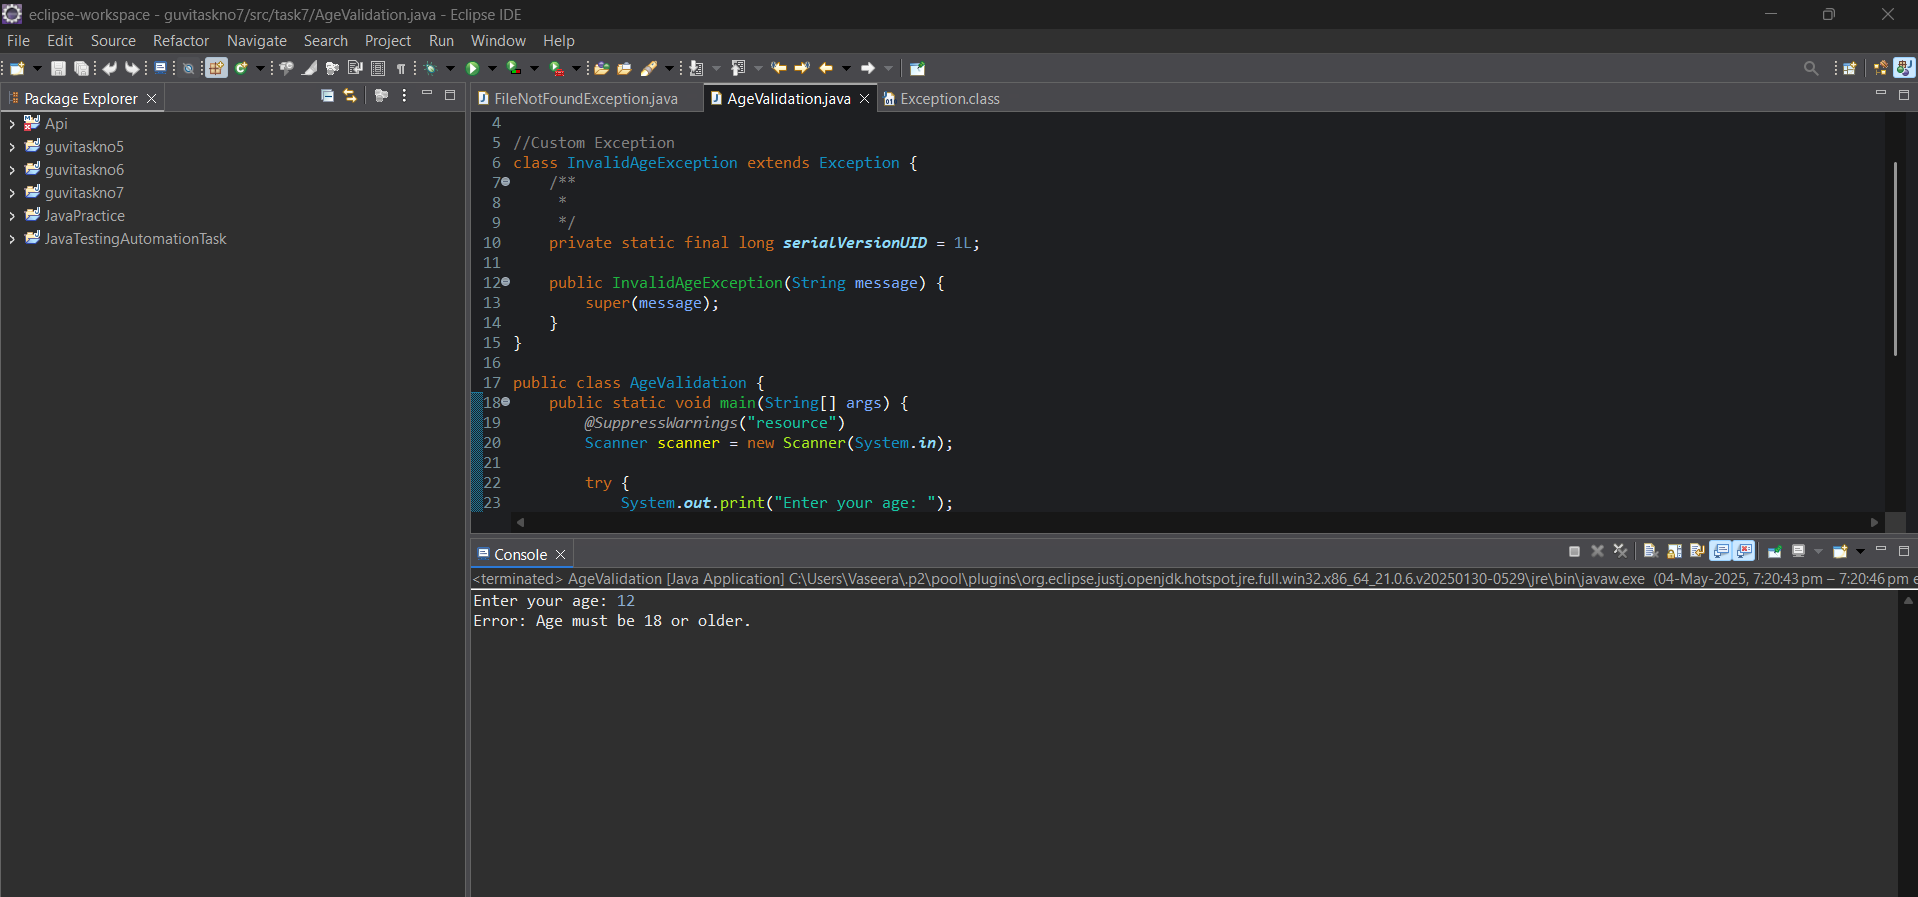 eclipse-workspace - guvitaskno7/src/task7/AgeValidation.java - Eclipse IDE
File Edit Source Refactor Navigate Search Project Run Window Help
Package Explorer
Api
guvitaskno5
guvitaskno6
guvitaskno7
JavaPractice
JavaTestingAutomationTask
FileNotFoundException.java AgeValidation.java Exception.class
4
5 //Custom Exception
6 class InvalidAgeException extends Exception {
7 /**
8 *
9 */
10 private static final long serialVersionUID = 1L;
11
12 public InvalidAgeException(String message) {
13 super(message);
14 }
15 }
16
17 public class AgeValidation {
18 public static void main(String[] args) {
19 @SuppressWarnings("resource")
20 Scanner scanner = new Scanner(System.in);
21
22 try {
23 System.out.print("Enter your age: ");
Console
<terminated> AgeValidation [Java Application] C:\Users\Vaseera\.p2\pool\plugins\org.eclipse.justj.openjdk.hotspot.jre.full.win32.x86_64_21.0.6.v20250130-0529\jre\bin\javaw.exe (04-May-2025, 7:20:43 pm – 7:20:46 pm e
Enter your age: 12
Error: Age must be 18 or older.